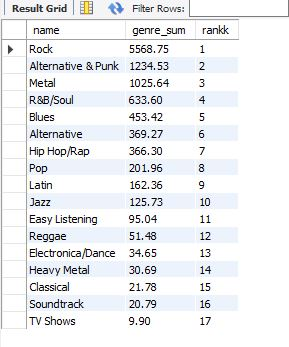 Result Grid Filter Rows:
name genre_sum rankk
Rock 5568.75 1
Alternative & Punk 1234.53 2
Metal 1025.64 3
R&B/Soul 633.60 4
Blues 453.42 5
Alternative 369.27 6
Hip Hop/Rap 366.30 7
Pop 201.96 8
Latin 162.36 9
Jazz 125.73 10
Easy Listening 95.04 11
Reggae 51.48 12
Electronica/Dance 34.65 13
Heavy Metal 30.69 14
Classical 21.78 15
Soundtrack 20.79 16
TV Shows 9.90 17